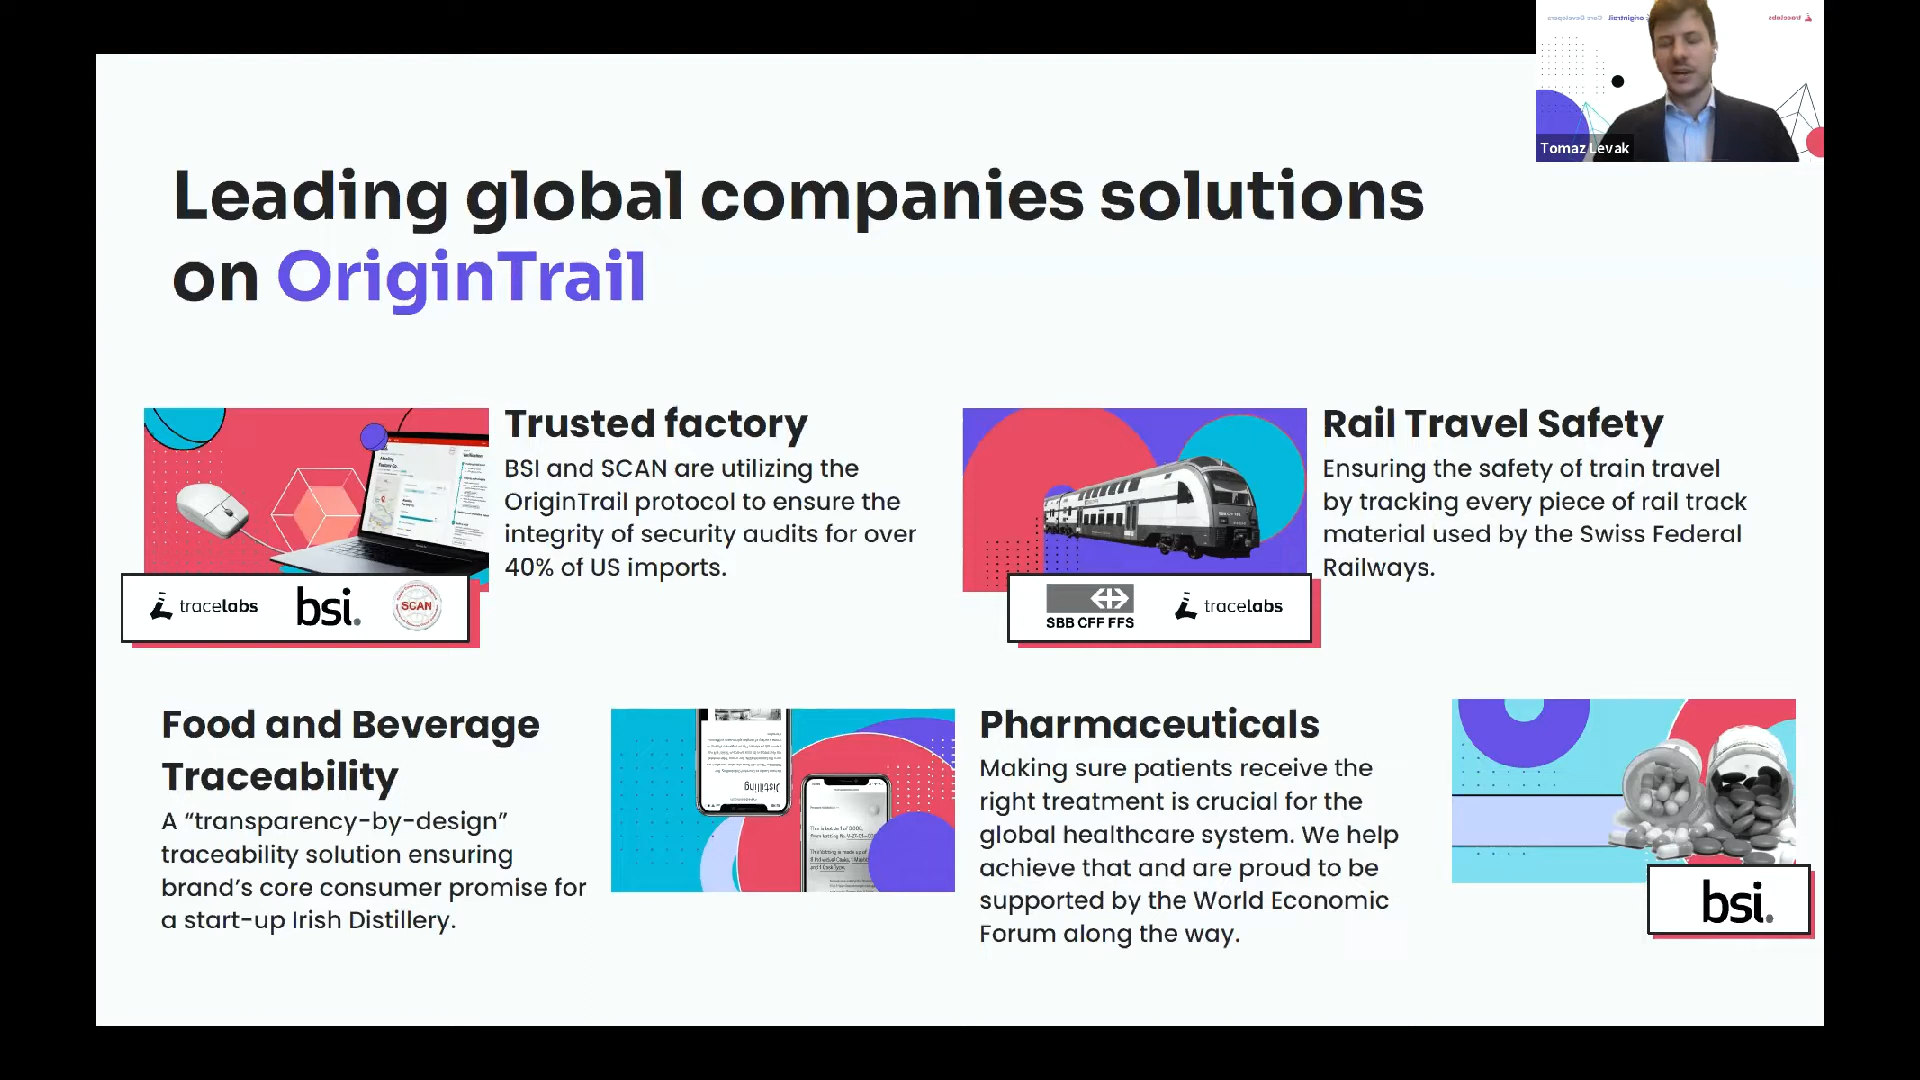 Leading global companies solutions
on OriginTrail
Tomaz Levak
origintrail
Core Developers
tracelabs
Trusted factory
BSI and SCAN are utilizing the
OriginTrail protocol to ensure the
integrity of security audits for over
40% of US imports.
tracelabs
bsi.
SCAN
Rail Travel Safety
Ensuring the safety of train travel
by tracking every piece of rail track
material used by the Swiss Federal
Railways.
SBB CFF FFS
tracelabs
Food and Beverage
Traceability
A “transparency-by-design”
traceability solution ensuring
brand’s core consumer promise for
a start-up Irish Distillery.
Distilling
Pharmaceuticals
Making sure patients receive the
right treatment is crucial for the
global healthcare system. We help
achieve that and are proud to be
supported by the World Economic
Forum along the way.
bsi.